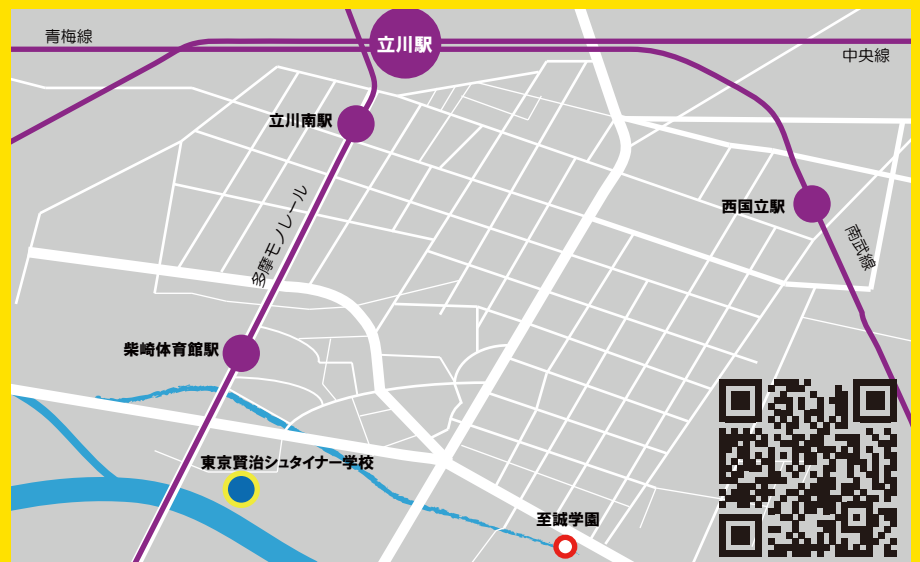 青梅線
立川駅
中央線
立川南駅
多摩モノレール
西国立駅
南武線
柴崎体育館駅
東京賢治シュタイナー学校
至誠学園